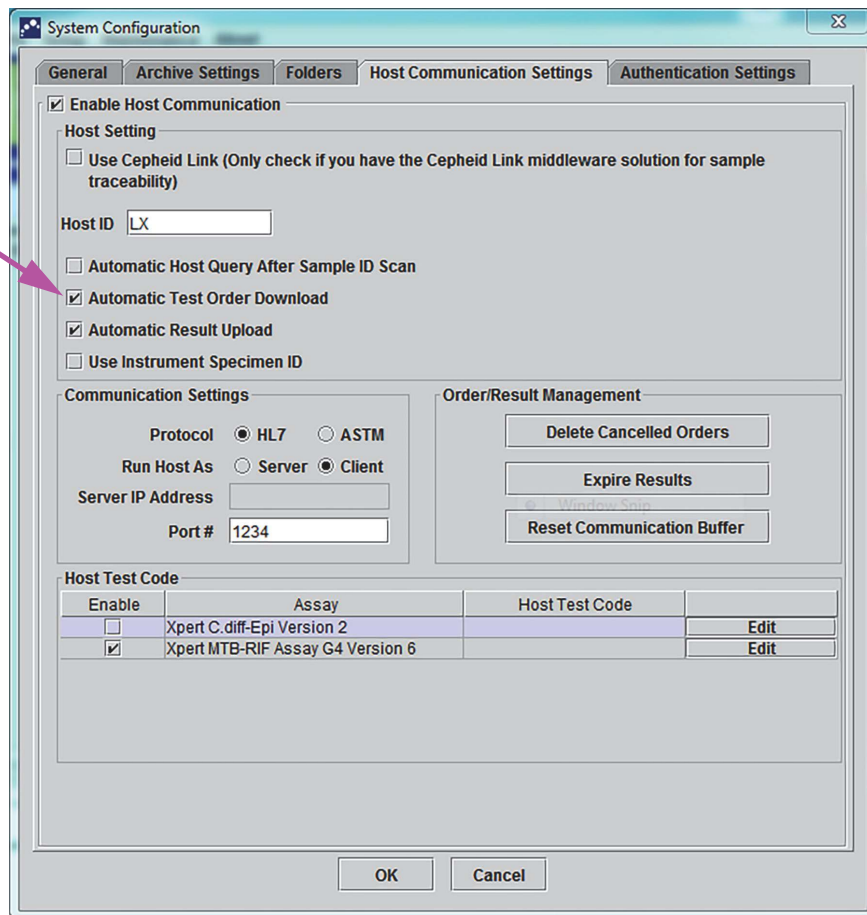 System Configuration
General Archive Settings Folders Host Communication Settings Authentication Settings
Enable Host Communication
Host Setting
Use Cepheid Link (Only check if you have the Cepheid Link middleware solution for sample
traceability)
Host ID LX
Automatic Host Query After Sample ID Scan
Automatic Test Order Download
Automatic Result Upload
Use Instrument Specimen ID
Communication Settings
Protocol HL7 ASTM
Run Host As Server Client
Server IP Address
Port # 1234
Order/Result Management
Delete Cancelled Orders
Expire Results
Window Snip
Reset Communication Buffer
Host Test Code
Enable Assay Host Test Code
Xpert C.diff-Epi Version 2 Edit
Xpert MTB-RIF Assay G4 Version 6 Edit
OK Cancel